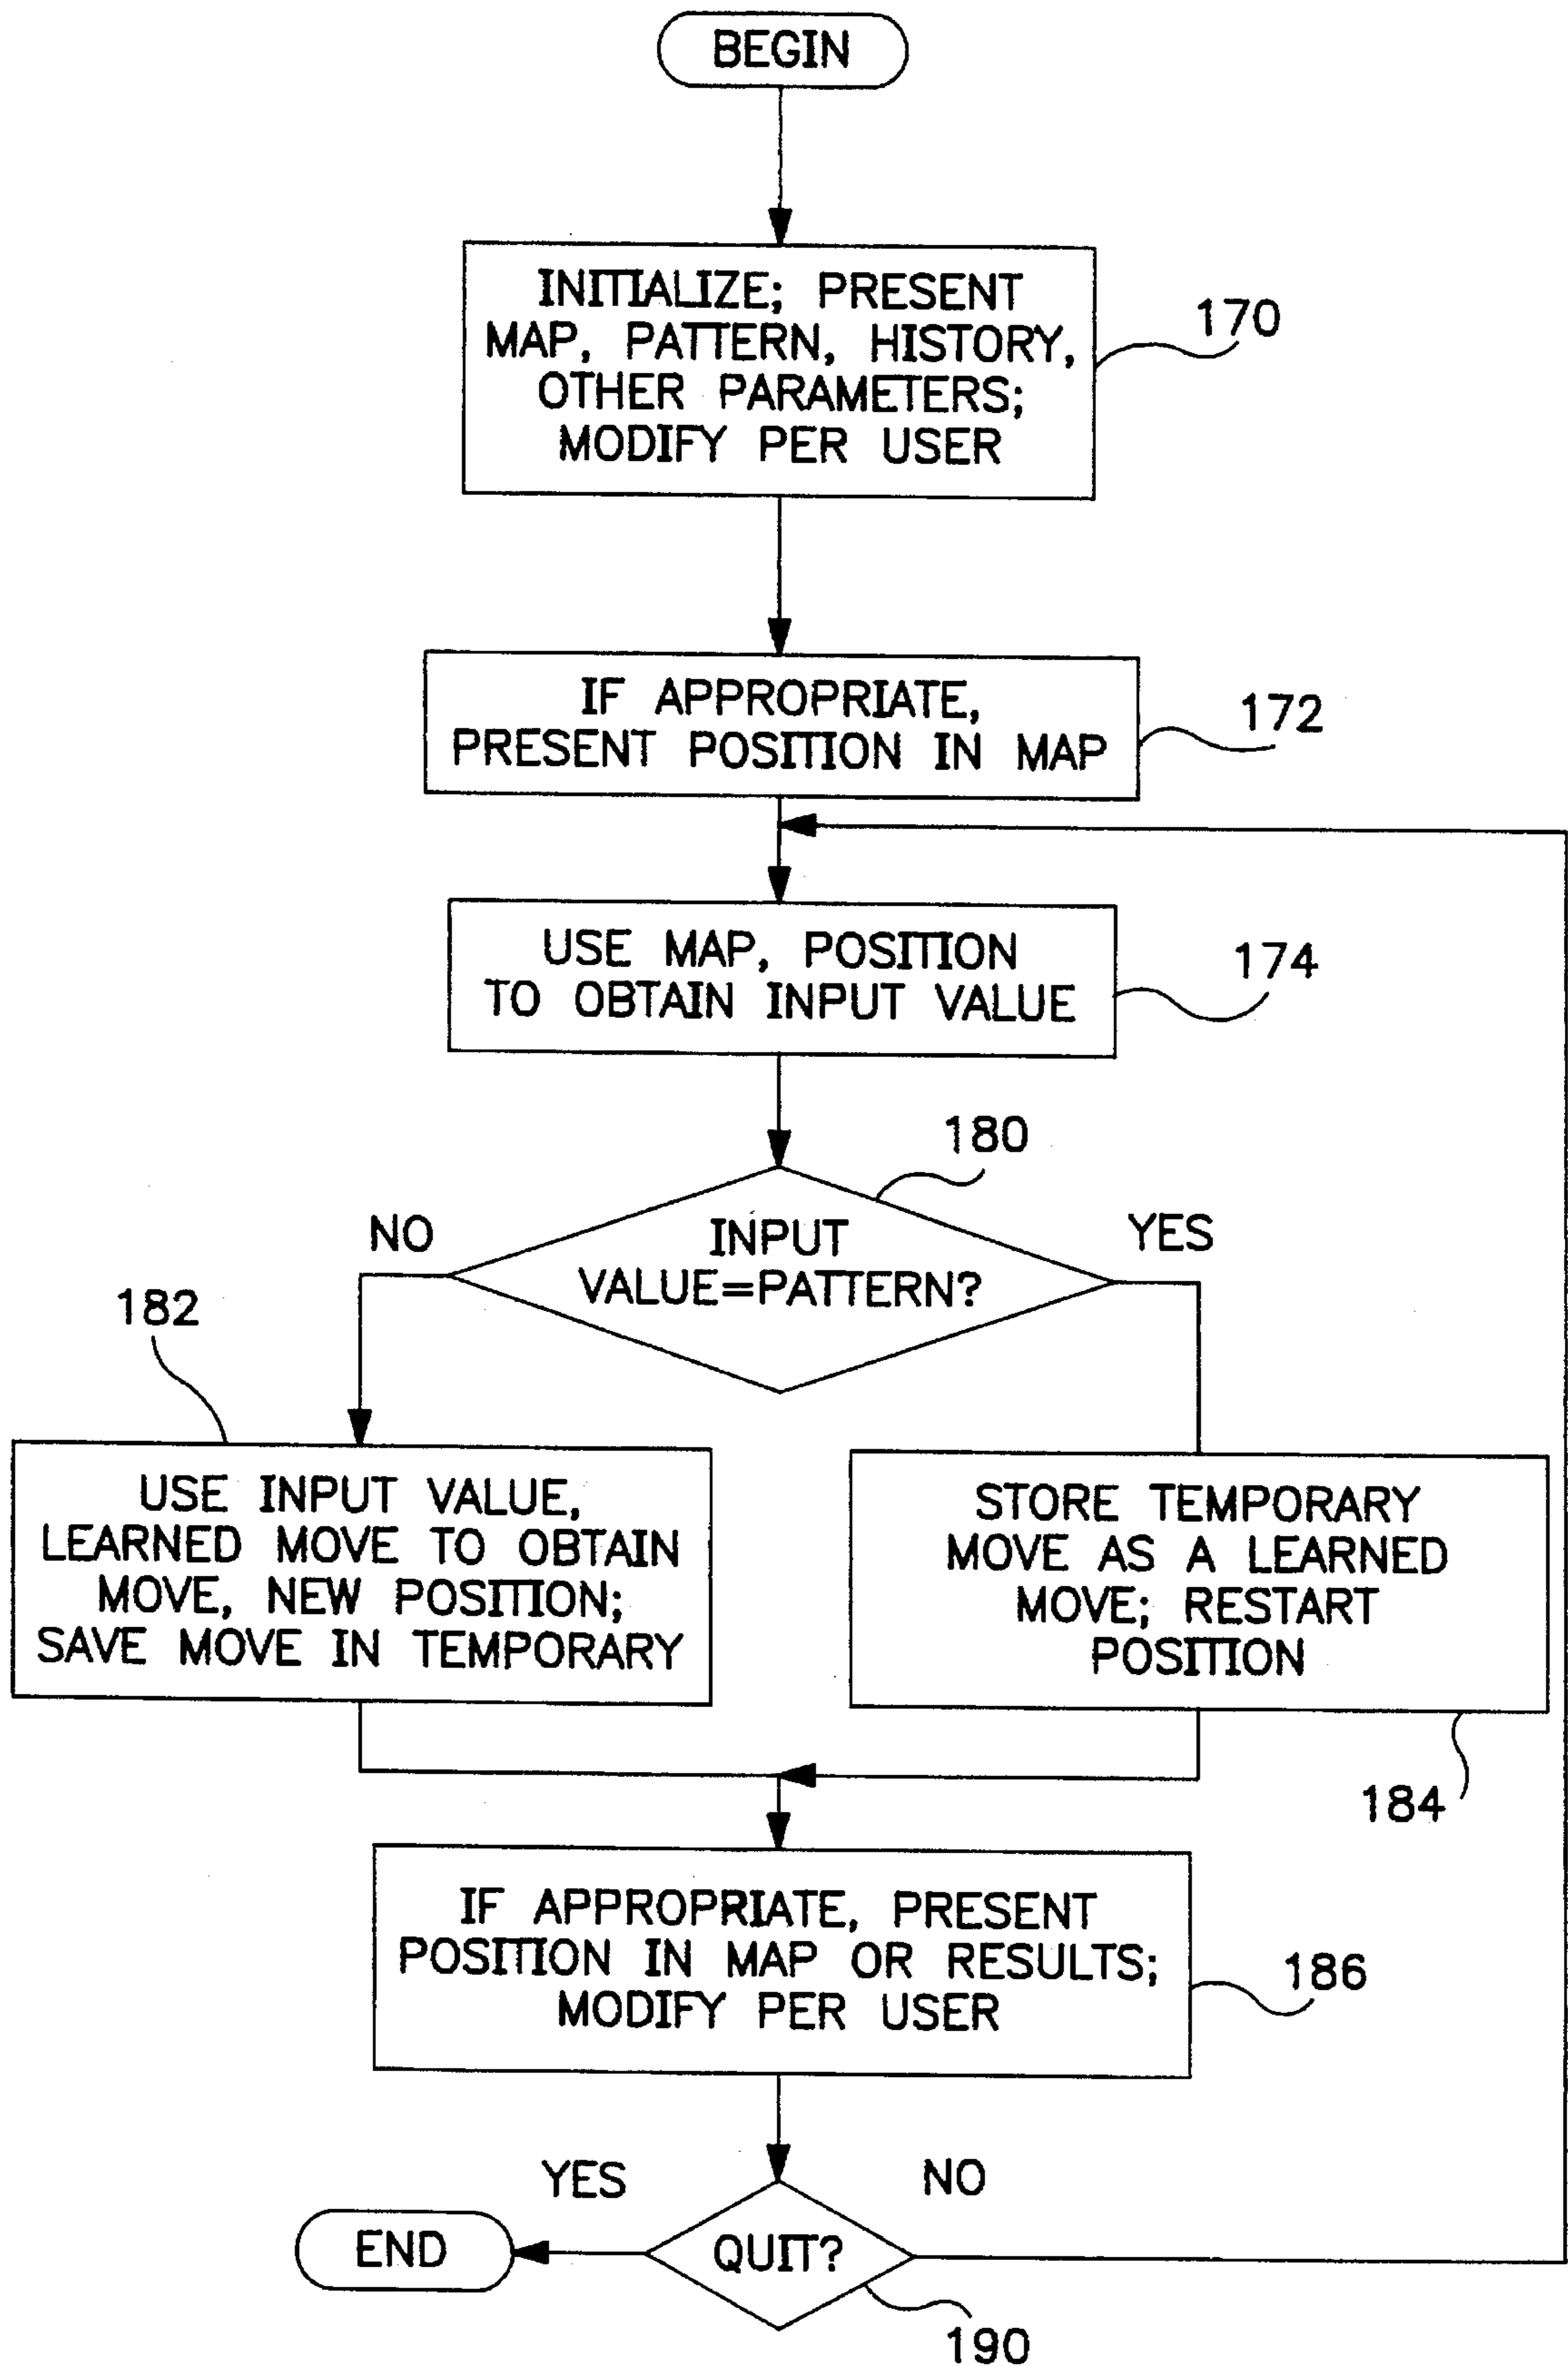 BEGIN
INITIALIZE; PRESENT
MAP, PATTERN, HISTORY,
OTHER PARAMETERS;
MODIFY PER USER
170
IF APPROPRIATE,
PRESENT POSITION IN MAP
172
USE MAP, POSITION
TO OBTAIN INPUT VALUE
174
180
NO
INPUT
VALUE=PATTERN?
YES
182
USE INPUT VALUE,
LEARNED MOVE TO OBTAIN
MOVE, NEW POSITION;
SAVE MOVE IN TEMPORARY
STORE TEMPORARY
MOVE AS A LEARNED
MOVE; RESTART
POSITION
184
IF APPROPRIATE, PRESENT
POSITION IN MAP OR RESULTS;
MODIFY PER USER
186
YES
NO
END
QUIT?
190